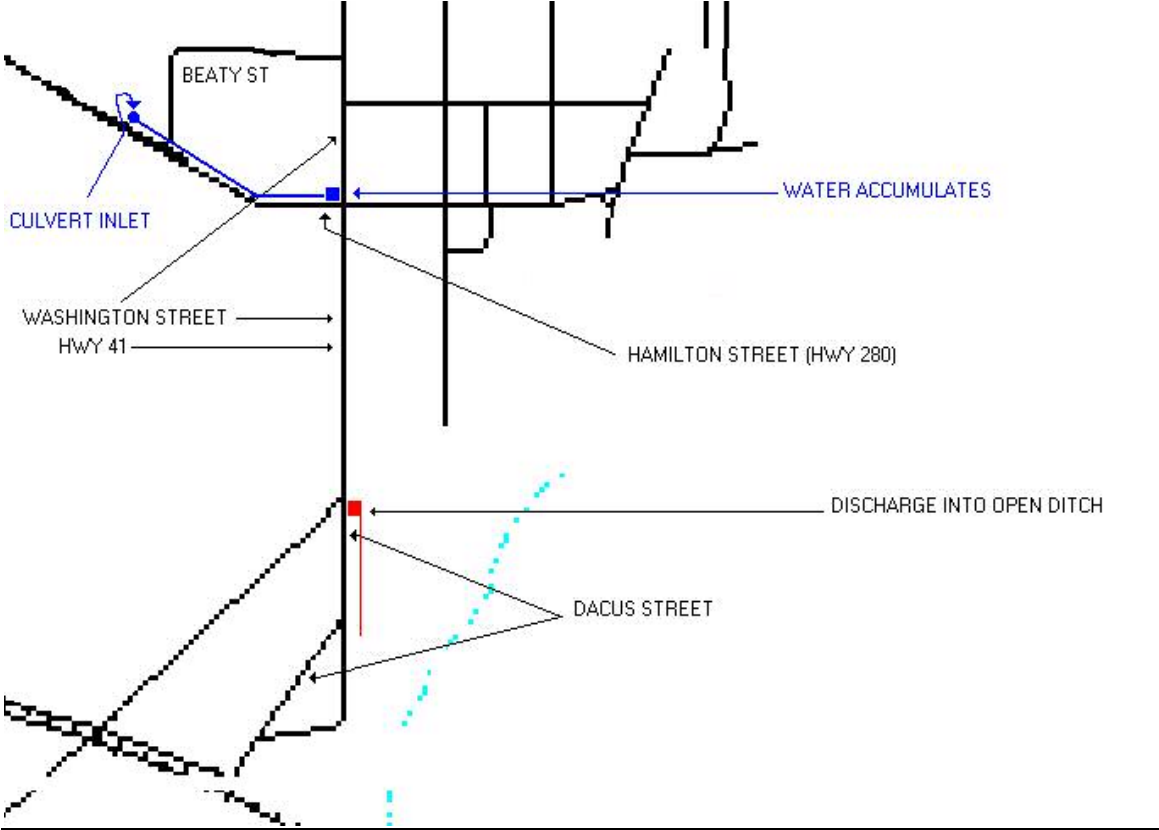 BEATY ST
WATER ACCUMULATES
CULVERT INLET
WASHINGTON STREET
HWY 41
HAMILTON STREET (HWY 280)
DISCHARGE INTO OPEN DITCH
DACUS STREET